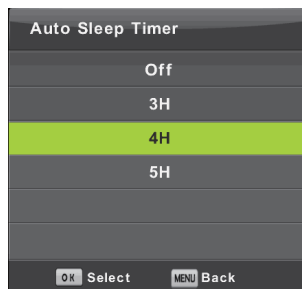 Auto Sleep Timer
Off
3H
4H
5H
OK Select MENU Back